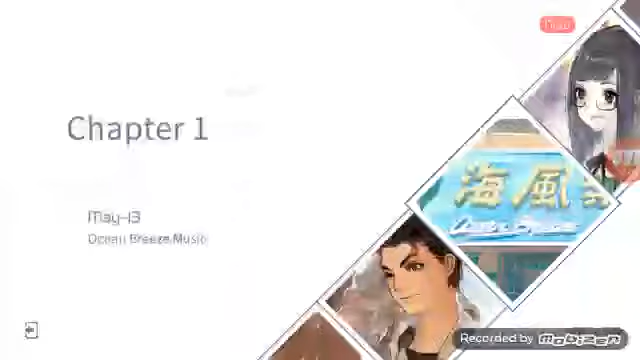 Chapter 1
May-13
Ocean Breeze Music
海風
Recorded by MOBIZEN